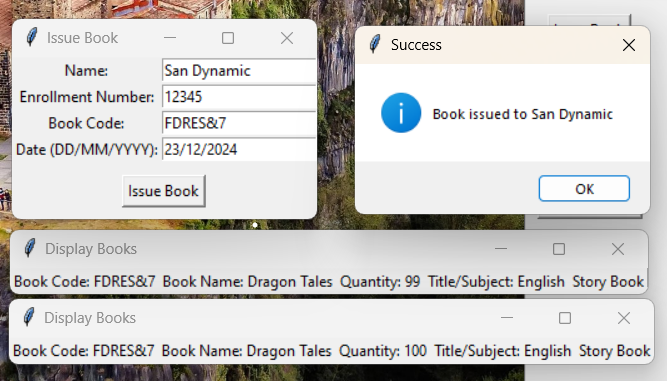 Issue Book
Name: San Dynamic
Enrollment Number: 12345
Book Code: FDRES&7
Date (DD/MM/YYYY): 23/12/2024
Issue Book
Success
Book issued to San Dynamic
OK
Display Books
Book Code: FDRES&7 Book Name: Dragon Tales Quantity: 99 Title/Subject: English Story Book
Display Books
Book Code: FDRES&7 Book Name: Dragon Tales Quantity: 100 Title/Subject: English Story Book